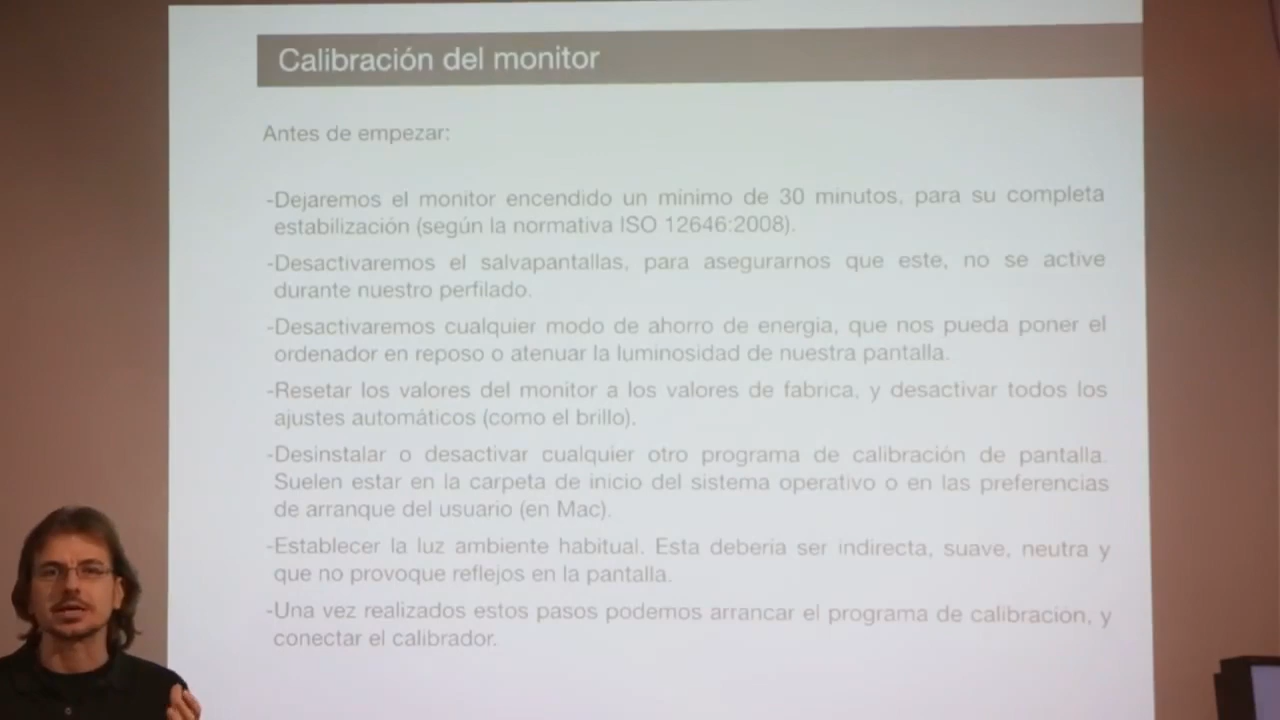 Calibración del monitor
Antes de empezar:
-Dejaremos el monitor encendido un minimo de 30 minutos, para su completa
estabilización (según la normativa ISO 12646:2008).
-Desactivaremos el salvapantallas, para asegurarnos que este, no se active
durante nuestro perfilado.
-Desactivaremos cualquier modo de ahorro de energia, que nos pueda poner el
ordenador en reposo o atenuar la luminosidad de nuestra pantalla.
-Resetar los valores del monitor a los valores de fabrica, y desactivar todos los
ajustes automáticos (como el brillo).
-Desinstalar o desactivar cualquier otro programa de calibración de pantalla.
Suelen estar en la carpeta de inicio del sistema operativo o en las preferencias
de arranque del usuario (en Mac).
-Establecer la luz ambiente habitual. Esta deberia ser indirecta, suave, neutra y
que no provoque reflejos en la pantalla.
-Una vez realizados estos pasos podemos arrancar el programa de calibracion, y
conectar el calibrador.